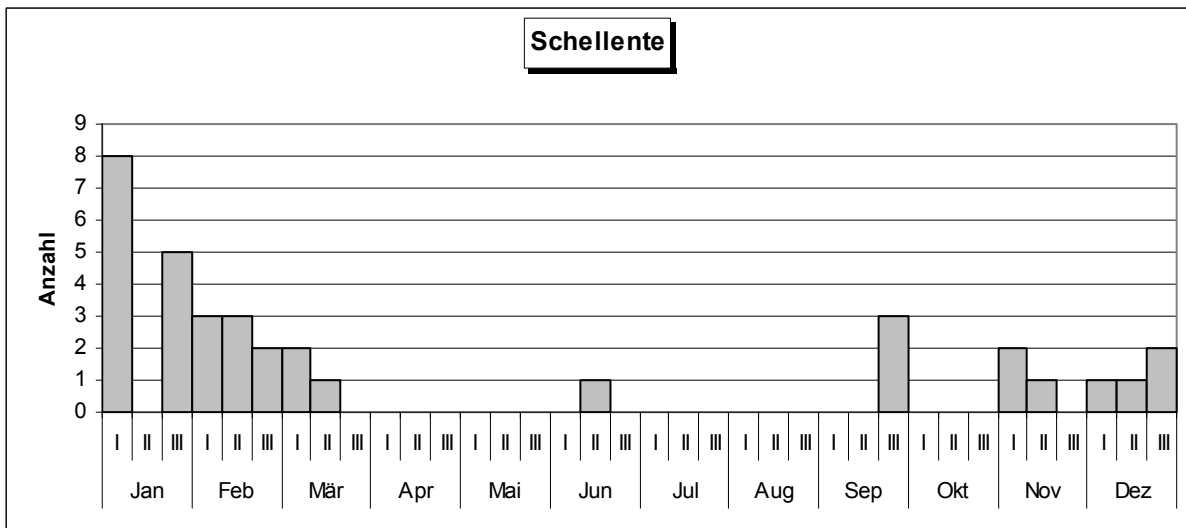 Schellente
9
8
7
6
5
4
3
2
1
0
Anzahl
I II III I II III I II III I II III I II III I II III I II III I II III I II III I II III I II III I II III
Jan Feb Mär Apr Mai Jun Jul Aug Sep Okt Nov Dez